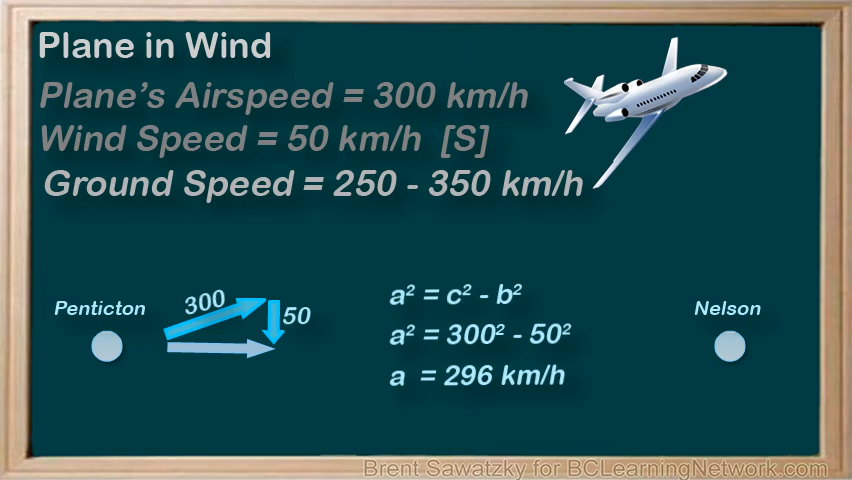 Plane in Wind
Plane's Airspeed = 300 km/h
Wind Speed = 50 km/h [S]
Ground Speed = 250 - 350 km/h
Penticton
300
50
a² = c² - b²
a² = 300² - 50²
a = 296 km/h
Nelson
Brent Sawatzky for BCLearningNetwork.com